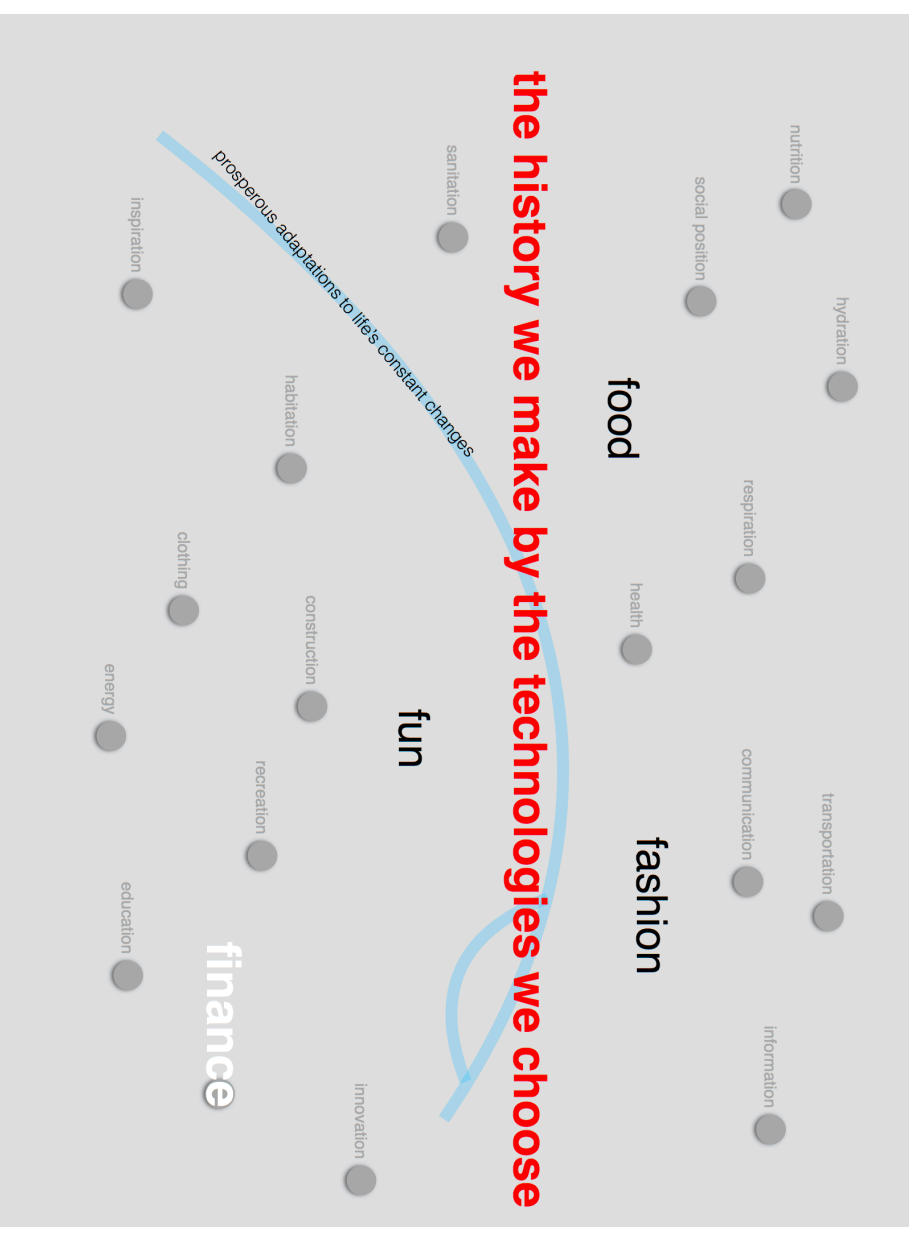 hydration
transportation
nutrition
information
respiration
communication
social position
fashion
health
food
the history we make by the technologies we choose
sanitation
prosperous adaptations to life's constant changes
fun
innovation
construction
habitation
recreation
finance
clothing
inspiration
education
energy